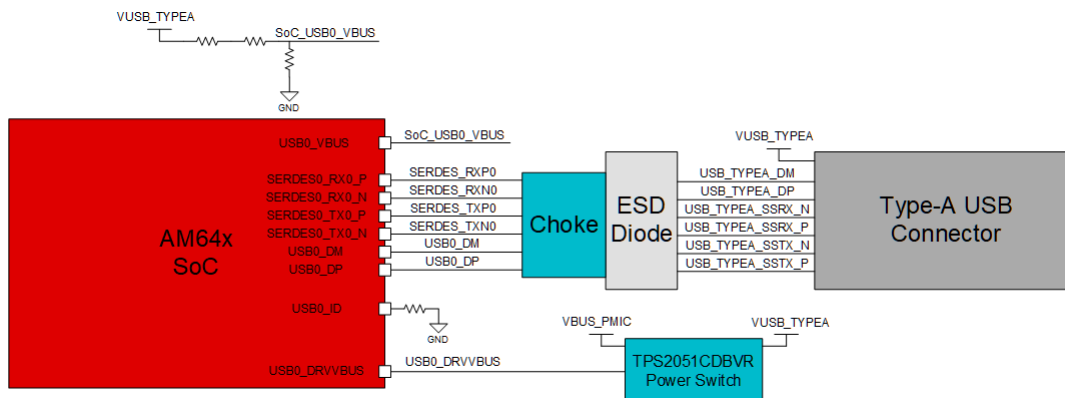 VUSB_TYPEA
SoC_USB0_VBUS
GND
USB0_VBUS
SoC_USB0_VBUS
SERDES0_RX0_P
SERDES_RXP0
SERDES0_RX0_N
SERDES_RXN0
SERDES0_TX0_P
SERDES_TXP0
SERDES0_TX0_N
SERDES_TXN0
USB0_DM
USB0_DM
USB0_DP
USB0_DP
AM64x
SoC
USB0_ID
GND
USB0_DRVVBUS
USB0_DRVVBUS
Choke
ESD
Diode
VUSB_TYPEA
USB_TYPEA_DM
USB_TYPEA_DP
USB_TYPEA_SSRX_N
USB_TYPEA_SSRX_P
USB_TYPEA_SSTX_N
USB_TYPEA_SSTX_P
Type-A USB
Connector
VBUS_PMIC
VUSB_TYPEA
TPS2051CDBVR
Power Switch